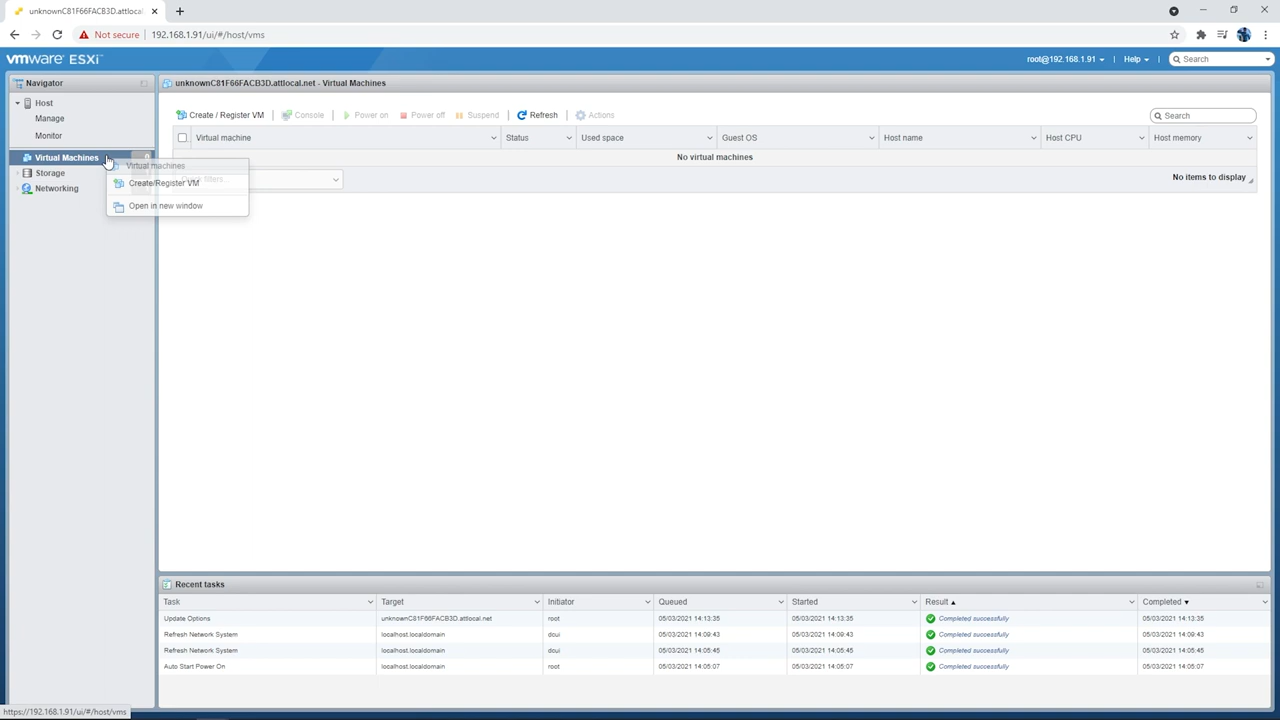 unknownC81F66FACB3D.attlocal
Not secure | 192.168.1.91/ui/#/host/vms
vmware ESXi
root@192.168.1.91 | Help | Search
Navigator
unknownC81F66FACB3D.attlocal.net - Virtual Machines
Host
Manage
Monitor
Virtual Machines 0
Storage
Networking
Virtual machines
Create/Register VM
Open in new window
Create / Register VM | Console | Power on Power off Suspend | Refresh | Actions
Search
Virtual machine Status Used space Guest OS Host name Host CPU Host memory
No virtual machines
filters..
No items to display
Recent tasks
Task Target Initiator Queued Started Result Completed
Update Options unknownC81F66FACB3D.attlocal.net root 05/03/2021 14:13:35 05/03/2021 14:13:35 Completed successfully 05/03/2021 14:13:35
Refresh Network System localhost.localdomain dcui 05/03/2021 14:09:43 05/03/2021 14:09:43 Completed successfully 05/03/2021 14:09:43
Refresh Network System localhost.localdomain dcui 05/03/2021 14:05:45 05/03/2021 14:05:45 Completed successfully 05/03/2021 14:05:45
Auto Start Power On localhost.localdomain root 05/03/2021 14:05:07 05/03/2021 14:05:07 Completed successfully 05/03/2021 14:05:07
https://192.168.1.91/ui/#/host/vms